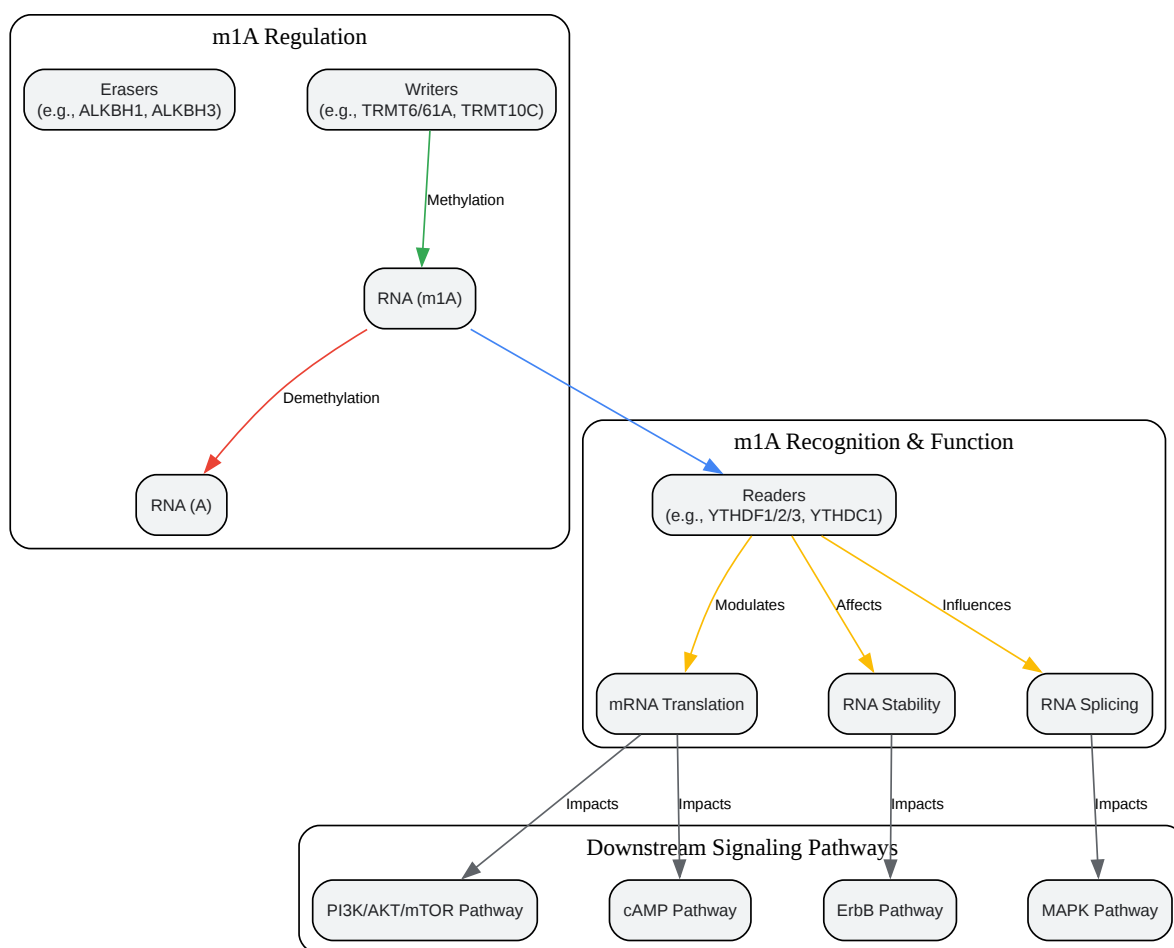 m1A Regulation
Erasers
(e.g., ALKBH1, ALKBH3)
Writers
(e.g., TRMT6/61A, TRMT10C)
Methylation
RNA (m1A)
Demethylation
RNA (A)
m1A Recognition & Function
Readers
(e.g., YTHDF1/2/3, YTHDC1)
Modulates
Affects
Influences
mRNA Translation
RNA Stability
RNA Splicing
Impacts
Impacts
Impacts
Impacts
Downstream Signaling Pathways
PI3K/AKT/mTOR Pathway
cAMP Pathway
ErbB Pathway
MAPK Pathway